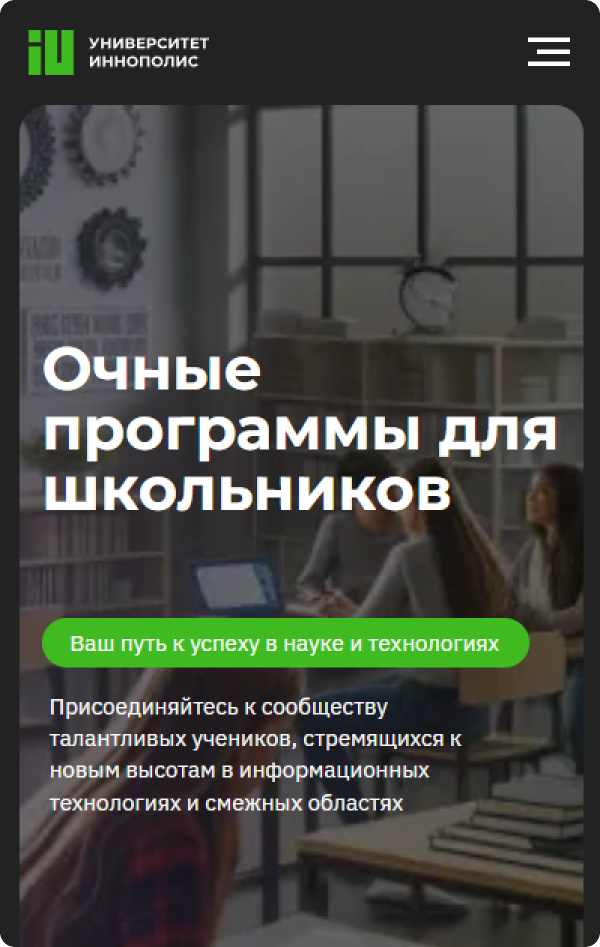 УНИВЕРСИТЕТ
ИННОПОЛИС
Очные
программы для
школьников
Ваш путь к успеху в науке и технологиях
Присоединяйтесь к сообществу
талантливых учеников, стремящихся к
новым высотам в информационных
технологиях и смежных областях